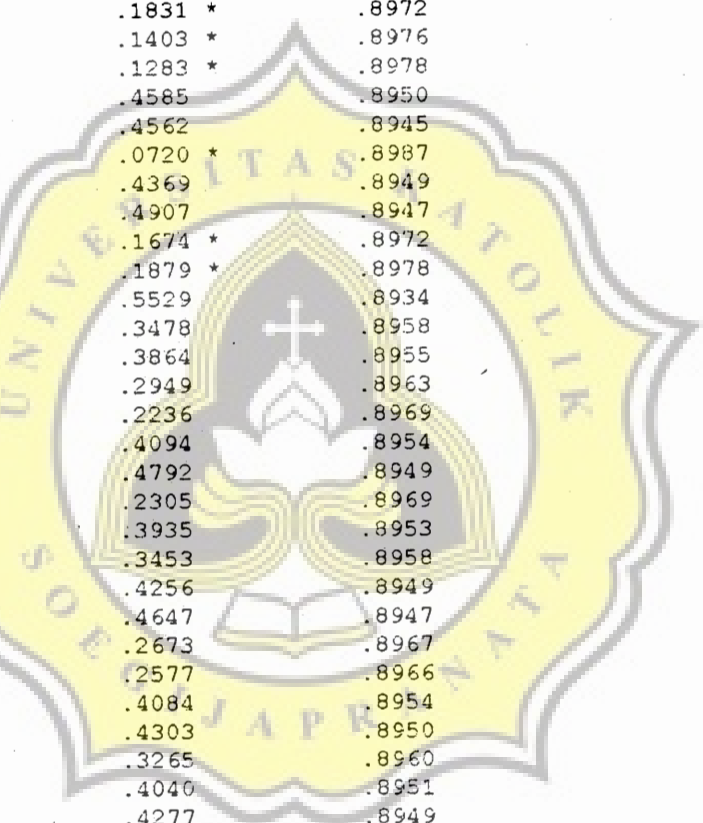 .1831 * .8972
.1403 * .8976
.1283 * .8978
.4585 .8950
.4562 .8945
.0720 * .8987
.4369 .8949
.4907 .8947
.1674 * .8972
.1879 * .8978
.5529 .8934
.3478 .8958
.3864 .8955
.2949 .8963
.2236 .8969
.4094 .8954
.4792 .8949
.2305 .8969
.3935 .8953
.3453 .8958
.4256 .8949
.4647 .8947
.2673 .8967
.2577 .8966
.4084 .8954
.4303 .8950
.3265 .8960
.4040 .8951
.4277 .8949
UNIVERSITAS KATOLIK
SOEGIJAPRANATA